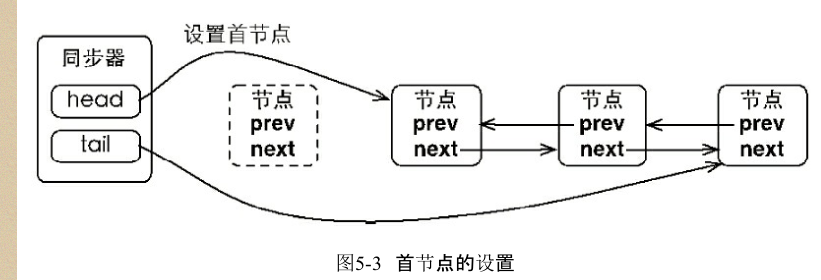 设置首节点
同步器
head
tail
节点
prev
next
节点
prev
next
节点
prev
next
节点
prev
next
图5-3 首节点的设置